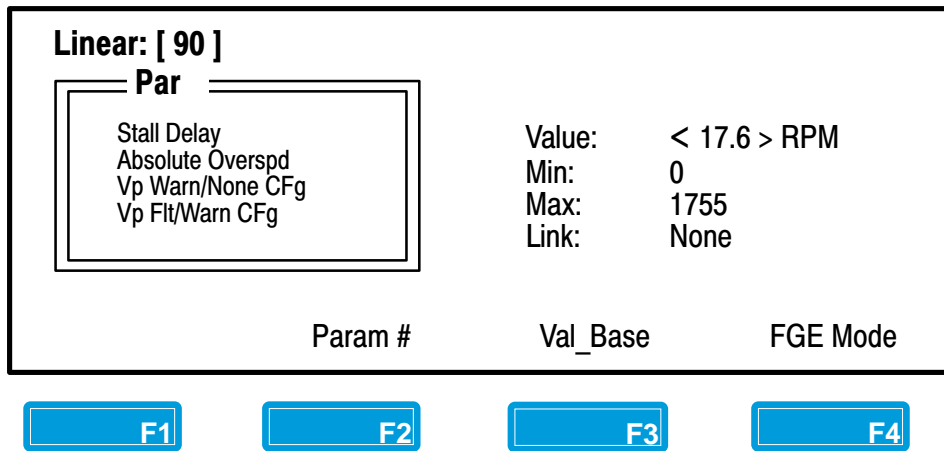 Linear: [ 90 ]
Par
Stall Delay
Absolute Overspd
Vp Warn/None CFg
Vp Flt/Warn CFg
Value: < 17.6 > RPM
Min: 0
Max: 1755
Link: None
Param # Val_Base FGE Mode
F1 F2 F3 F4